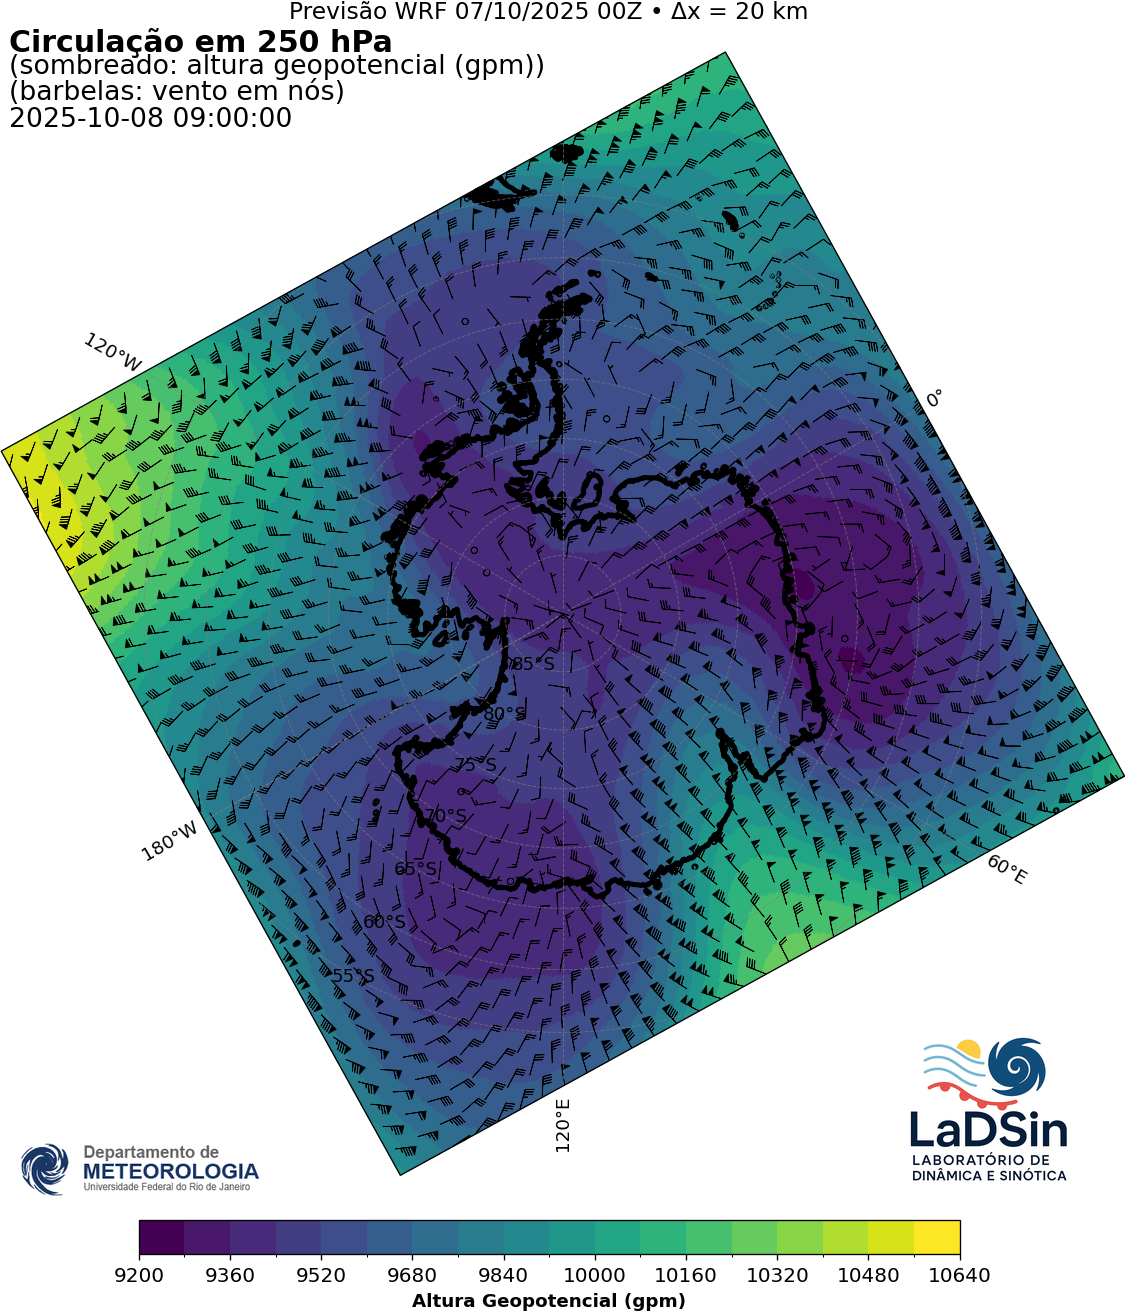 Previsão WRF 07/10/2025 00Z • Δx = 20 km
Circulação em 250 hPa
(sombreado: altura geopotencial (gpm))
(barbelas: vento em nós)
2025-10-08 09:00:00
120°W
0°
85°S
80°S
75°S
70°S
65°S
60°S
55°S
180°W
60°E
120°E
Departamento de
METEOROLOGIA
Universidade Federal do Rio de Janeiro
LaDSin
LABORATÓRIO DE
DINÂMICA E SINÓTICA
9200 9360 9520 9680 9840 10000 10160 10320 10480 10640
Altura Geopotencial (gpm)